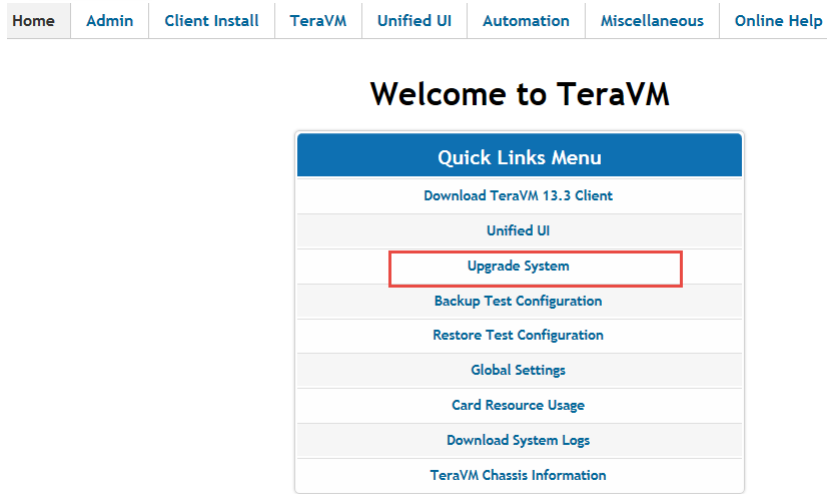 Home Admin Client Install TeraVM Unified UI Automation Miscellaneous Online Help
Welcome to TeraVM
Quick Links Menu
Download TeraVM 13.3 Client
Unified UI
Upgrade System
Backup Test Configuration
Restore Test Configuration
Global Settings
Card Resource Usage
Download System Logs
TeraVM Chassis Information